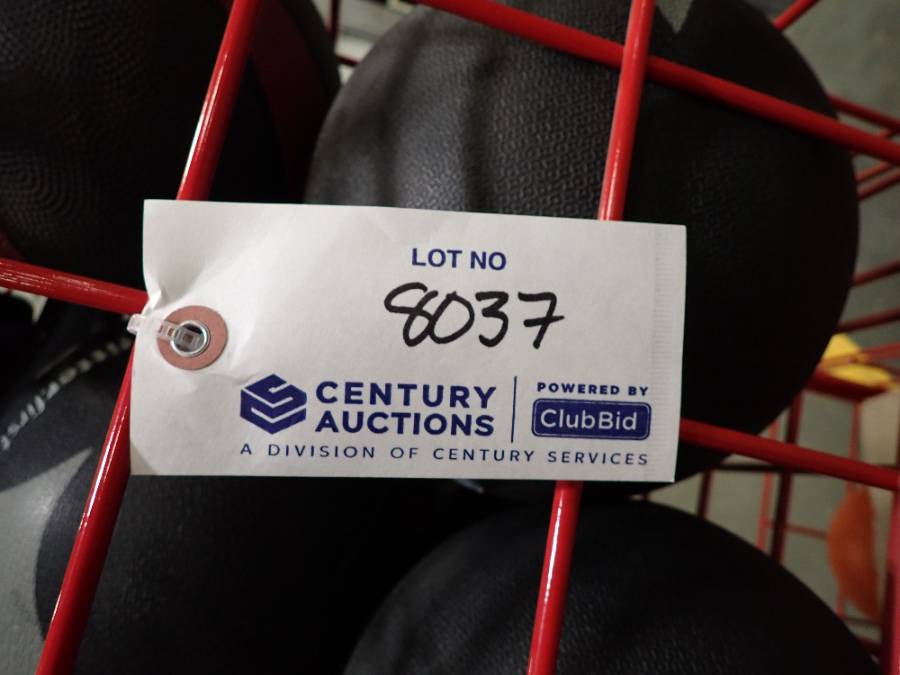 LOT NO
8037
CENTURY
AUCTIONS
POWERED BY
ClubBid
A DIVISION OF CENTURY SERVICES